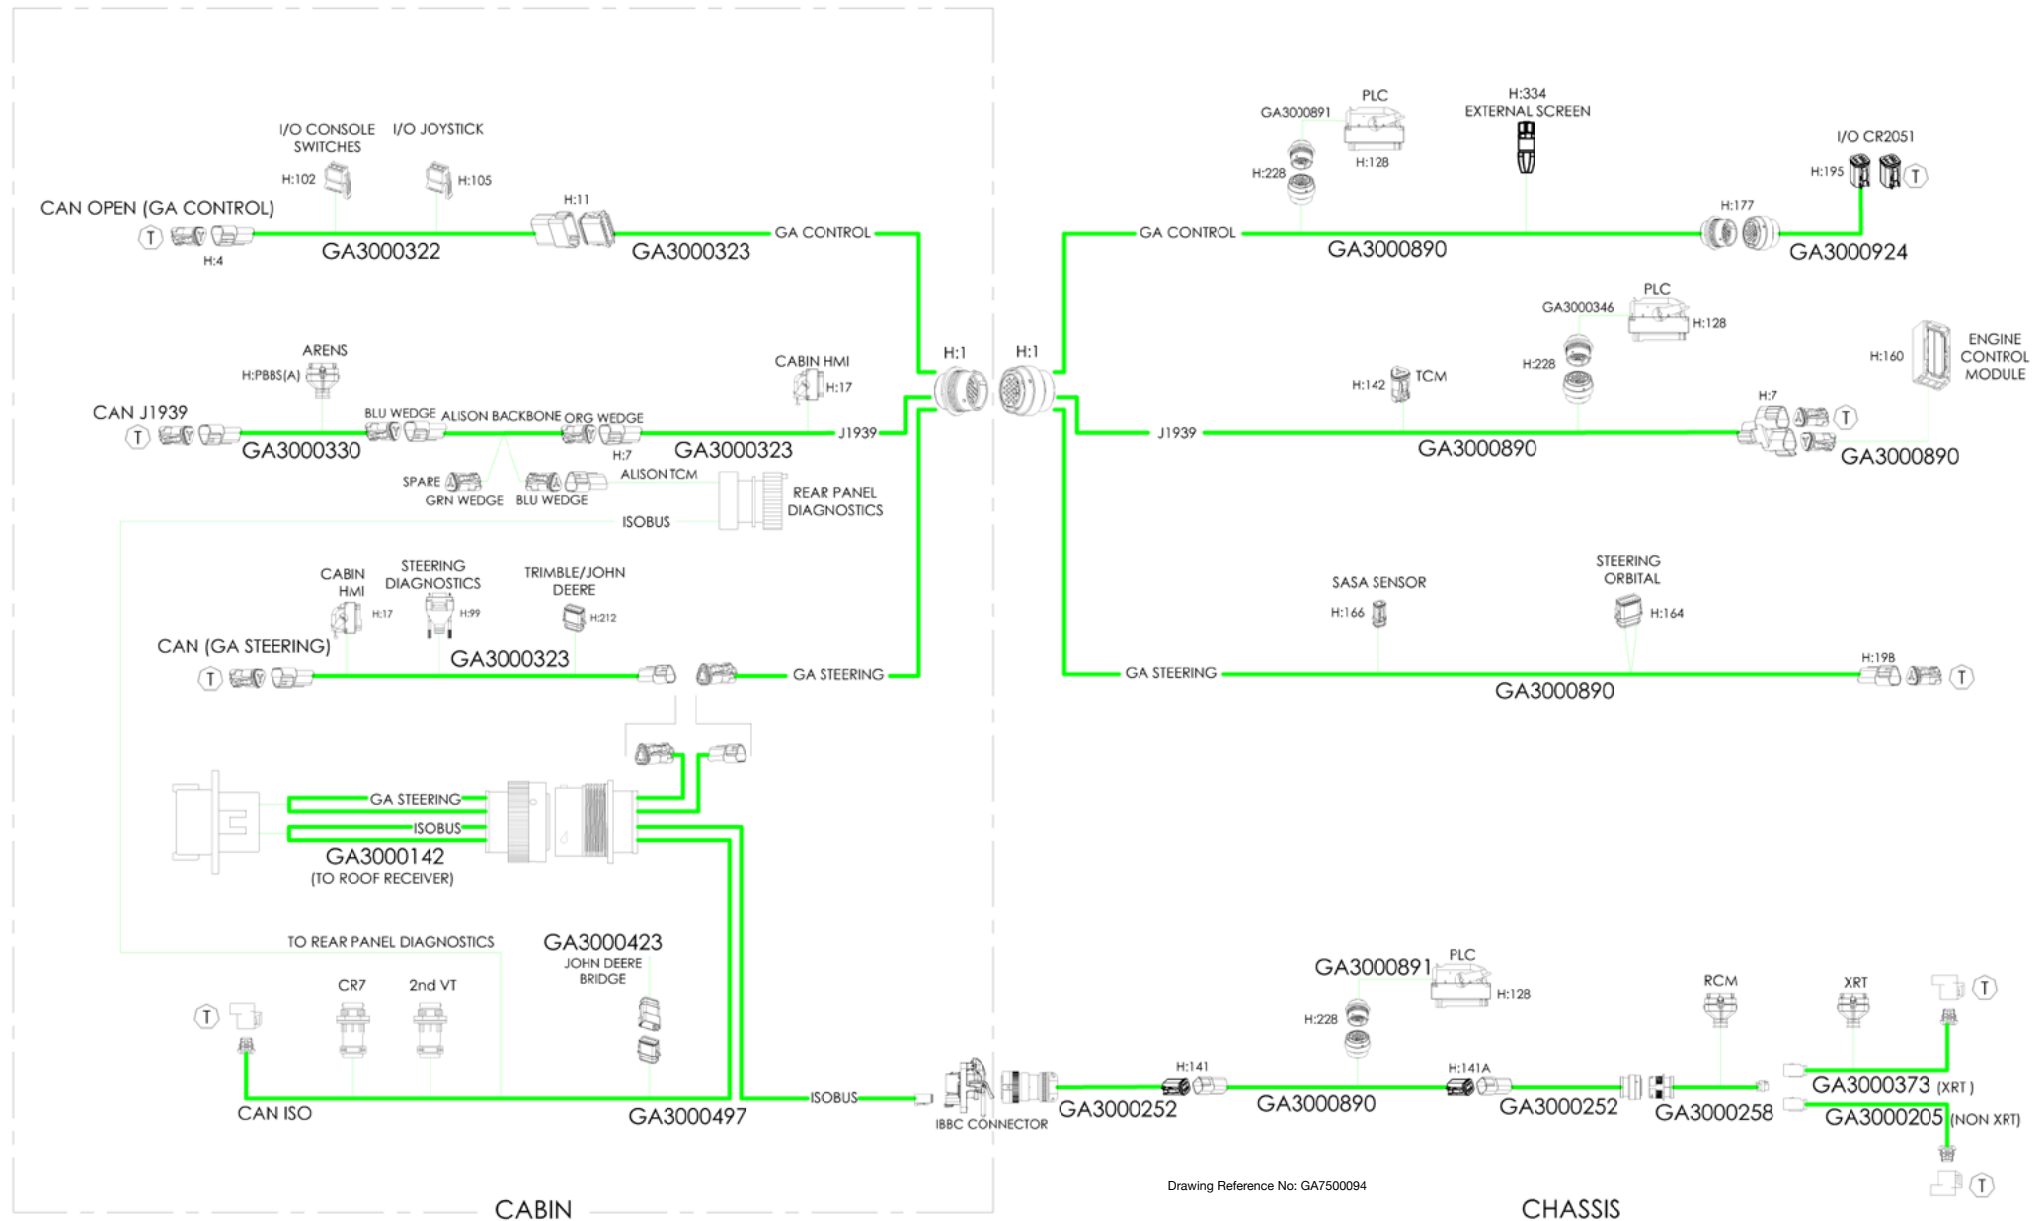 I/O CONSOLE
SWITCHES
H:102
I/O JOYSTICK
H:105
CAN OPEN (GA CONTROL)
T
H:4
GA3000322
H:11
GA3000323
GA CONTROL
ARENS
H:PBBS(A)
CAN J1939
T
GA3000330
BLU WEDGE
ALISON BACKBONE
ORG WEDGE
H:7
GA3000323
CABIN HMI
H:17
J1939
H:1
SPARE
GRN WEDGE
BLU WEDGE
ALISON TCM
REAR PANEL
DIAGNOSTICS
ISOBUS
CABIN
HMI
H:17
STEERING
DIAGNOSTICS
H:99
TRIMBLE/JOHN
DEERE
H:212
CAN (GA STEERING)
T
GA3000323
GA STEERING
GA STEERING
ISOBUS
GA3000142
(TO ROOF RECEIVER)
TO REAR PANEL DIAGNOSTICS
GA3000423
JOHN DEERE
BRIDGE
CR7
2nd VT
T
CAN ISO
GA3000497
ISOBUS
IBBC CONNECTOR
CABIN
H:1
GA CONTROL
GA3000891
PLC
H:128
H:228
H:334
EXTERNAL SCREEN
GA3000890
H:177
I/O CR2051
H:195
T
GA3000924
J1939
H:142
TCM
GA3000346
PLC
H:128
H:228
GA3000890
H:7
T
GA3000890
H:160
ENGINE
CONTROL
MODULE
GA STEERING
SASA SENSOR
H:166
STEERING
ORBITAL
H:164
GA3000890
H:19B
T
GA3000252
H:141
GA3000891
PLC
H:128
H:228
GA3000890
H:141A
GA3000252
RCM
GA3000258
XRT
T
GA3000373 (XRT )
GA3000205 (NON XRT)
T
Drawing Reference No: GA7500094
CHASSIS